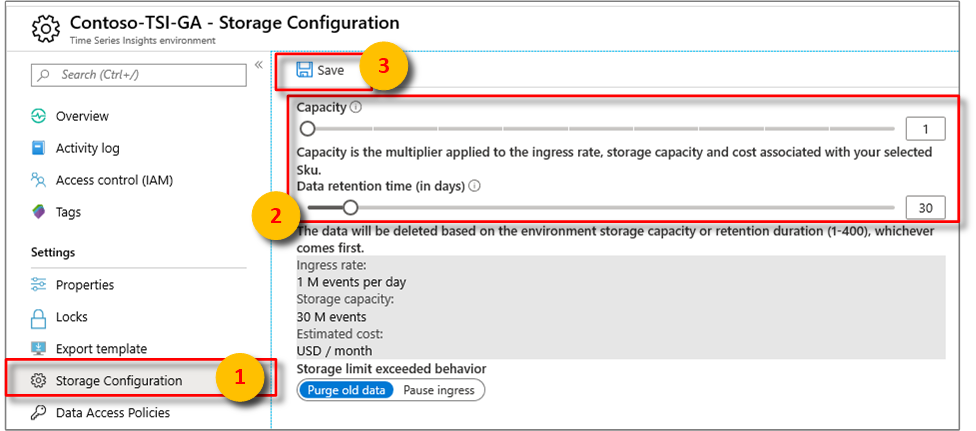 Contoso-TSI-GA - Storage Configuration
Time Series Insights environment
Search (Ctrl+/)
«
Overview
Activity log
Access control (IAM)
Tags
Settings
Properties
Locks
Export template
Storage Configuration
1
Data Access Policies
Save
3
Capacity
1
Capacity is the multiplier applied to the ingress rate, storage capacity and cost associated with your selected
Sku.
Data retention time (in days)
2
30
The data will be deleted based on the environment storage capacity or retention duration (1-400), whichever
comes first.
Ingress rate:
1 M events per day
Storage capacity:
30 M events
Estimated cost:
USD / month
Storage limit exceeded behavior
Purge old data
Pause ingress